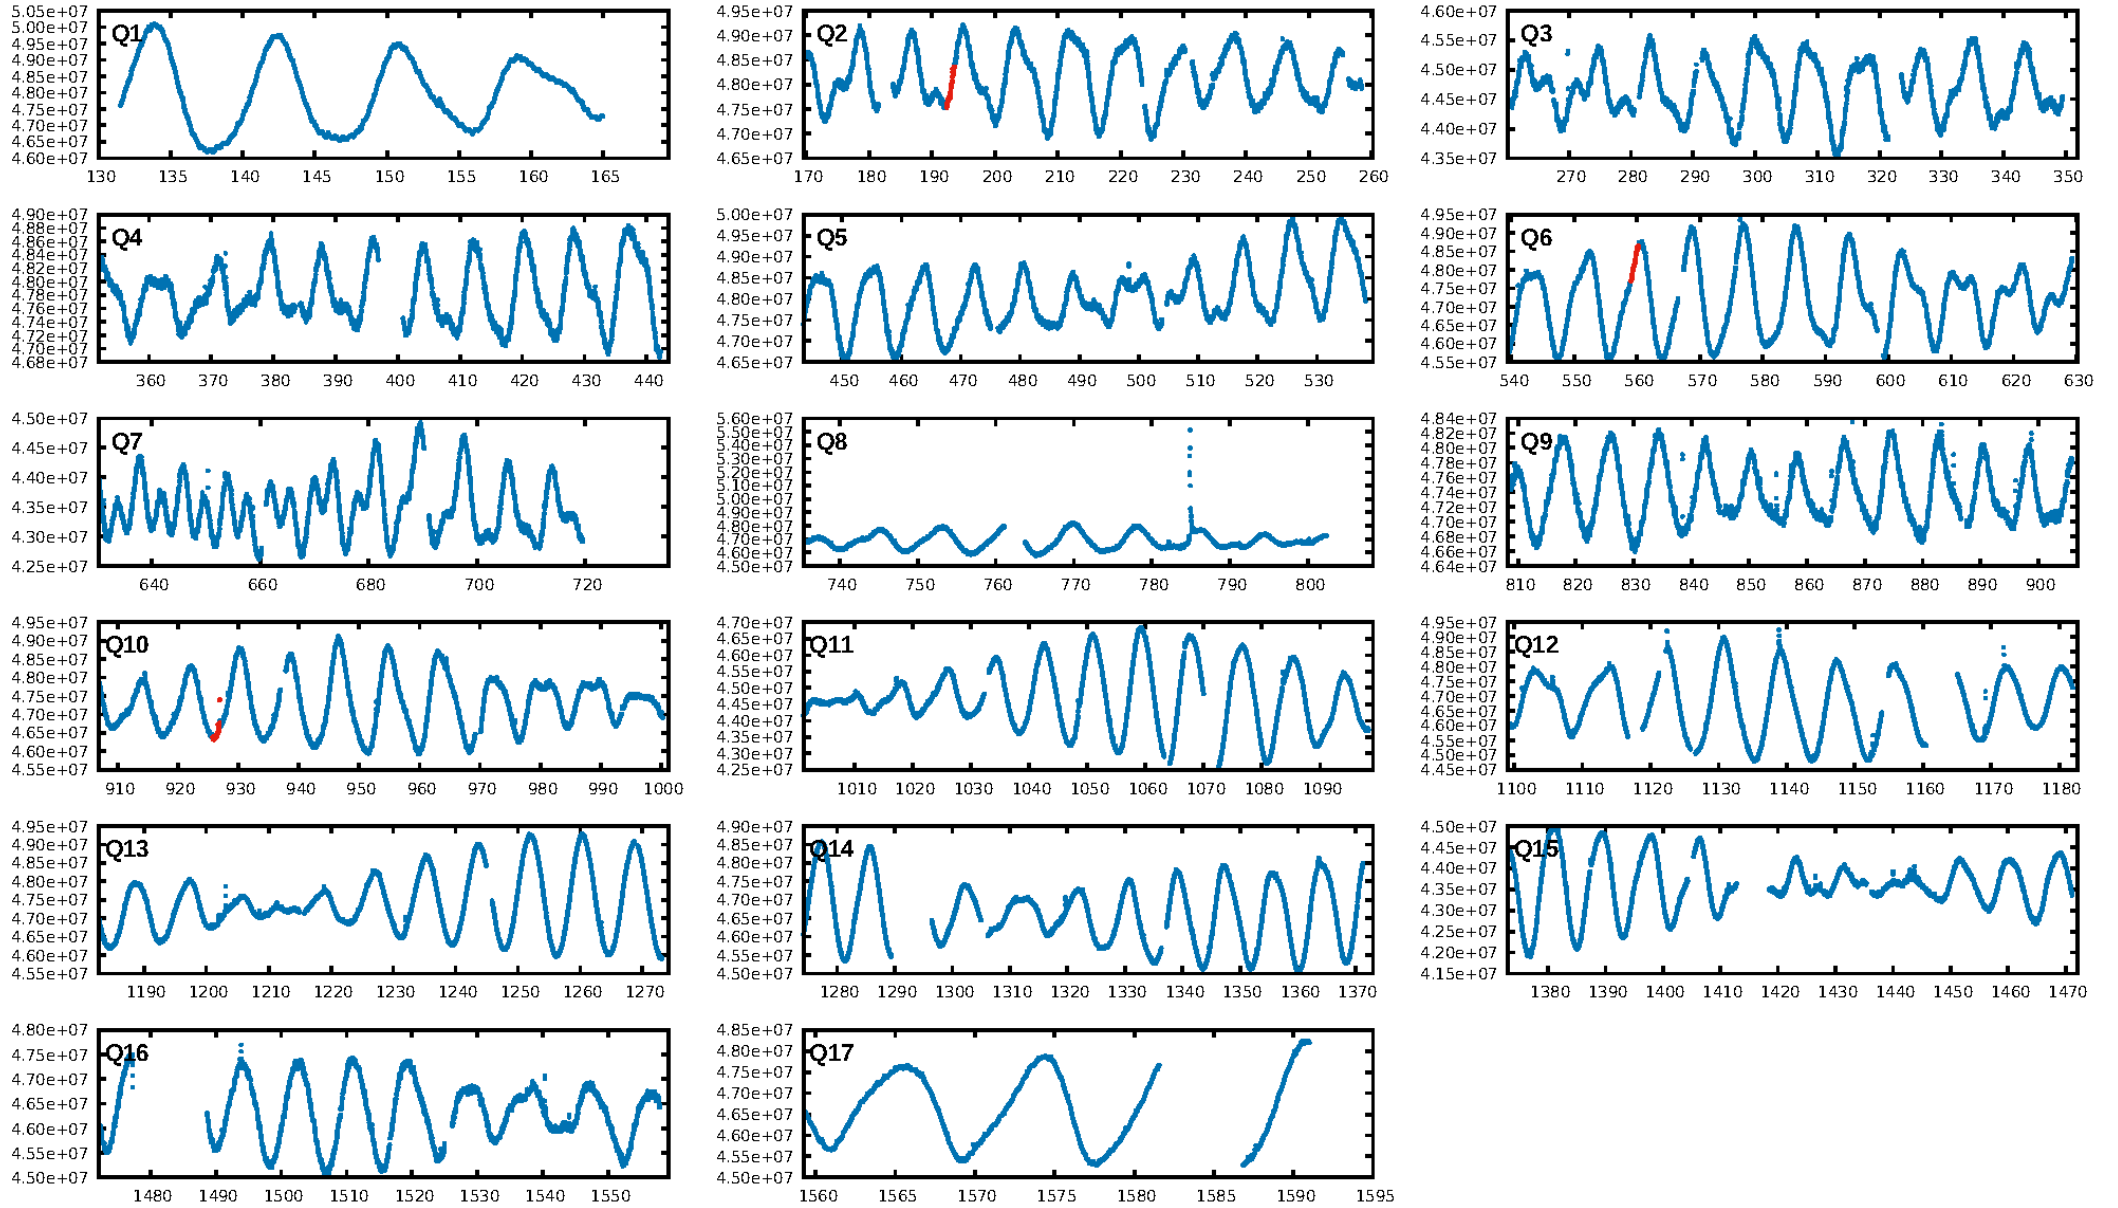 5.05e+07
5.00e+07
4.95e+07
4.90e+07
4.85e+07
4.80e+07
4.75e+07
4.70e+07
4.65e+07
4.60e+07
Q1
130 135 140 145 150 155 160 165
4.95e+07
4.90e+07
4.85e+07
4.80e+07
4.75e+07
4.70e+07
4.65e+07
Q2
170 180 190 200 210 220 230 240 250 260
4.60e+07
4.55e+07
4.50e+07
4.45e+07
4.40e+07
4.35e+07
Q3
270 280 290 300 310 320 330 340 350
4.90e+07
4.88e+07
4.86e+07
4.84e+07
4.82e+07
4.80e+07
4.78e+07
4.76e+07
4.74e+07
4.72e+07
4.70e+07
4.68e+07
Q4
360 370 380 390 400 410 420 430 440
5.00e+07
4.95e+07
4.90e+07
4.85e+07
4.80e+07
4.75e+07
4.70e+07
4.65e+07
Q5
450 460 470 480 490 500 510 520 530
4.95e+07
4.90e+07
4.85e+07
4.80e+07
4.75e+07
4.70e+07
4.65e+07
4.60e+07
4.55e+07
Q6
540 550 560 570 580 590 600 610 620 630
4.50e+07
4.45e+07
4.40e+07
4.35e+07
4.30e+07
4.25e+07
Q7
640 660 680 700 720
5.60e+07
5.50e+07
5.40e+07
5.30e+07
5.20e+07
5.10e+07
5.00e+07
4.90e+07
4.80e+07
4.70e+07
4.60e+07
4.50e+07
Q8
740 750 760 770 780 790 800
4.84e+07
4.82e+07
4.80e+07
4.78e+07
4.76e+07
4.74e+07
4.72e+07
4.70e+07
4.68e+07
4.66e+07
4.64e+07
Q9
810 820 830 840 850 860 870 880 890 900
4.95e+07
4.90e+07
4.85e+07
4.80e+07
4.75e+07
4.70e+07
4.65e+07
4.60e+07
4.55e+07
Q10
910 920 930 940 950 960 970 980 990 1000
4.70e+07
4.65e+07
4.60e+07
4.55e+07
4.50e+07
4.45e+07
4.40e+07
4.35e+07
4.30e+07
4.25e+07
Q11
1010 1020 1030 1040 1050 1060 1070 1080 1090
4.95e+07
4.90e+07
4.85e+07
4.80e+07
4.75e+07
4.70e+07
4.65e+07
4.60e+07
4.55e+07
4.50e+07
4.45e+07
Q12
1100 1110 1120 1130 1140 1150 1160 1170 1180
4.95e+07
4.90e+07
4.85e+07
4.80e+07
4.75e+07
4.70e+07
4.65e+07
4.60e+07
4.55e+07
Q13
1190 1200 1210 1220 1230 1240 1250 1260 1270
4.90e+07
4.85e+07
4.80e+07
4.75e+07
4.70e+07
4.65e+07
4.60e+07
4.55e+07
4.50e+07
Q14
1280 1290 1300 1310 1320 1330 1340 1350 1360 1370
4.50e+07
4.45e+07
4.40e+07
4.35e+07
4.30e+07
4.25e+07
4.20e+07
4.15e+07
Q15
1380 1390 1400 1410 1420 1430 1440 1450 1460 1470
4.80e+07
4.75e+07
4.70e+07
4.65e+07
4.60e+07
4.55e+07
4.50e+07
Q16
1480 1490 1500 1510 1520 1530 1540 1550
4.85e+07
4.80e+07
4.75e+07
4.70e+07
4.65e+07
4.60e+07
4.55e+07
4.50e+07
Q17
1560 1565 1570 1575 1580 1585 1590 1595